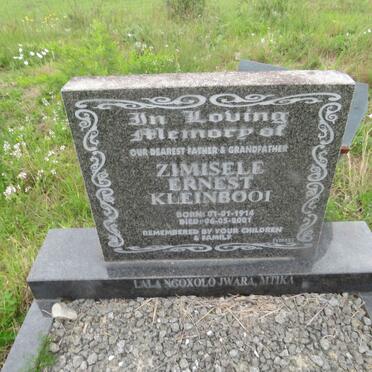 In Loving
Memory of
OUR DEAREST FATHER & GRANDFATHER
ZIMISELE
ERNEST
KLEINBOOI
BORN: 01-01-1914
DIED: 06-05-2001
REMEMBERED BY YOUR CHILDREN
& FAMILY
LALA NGOXOLO JWARA, MTIKA